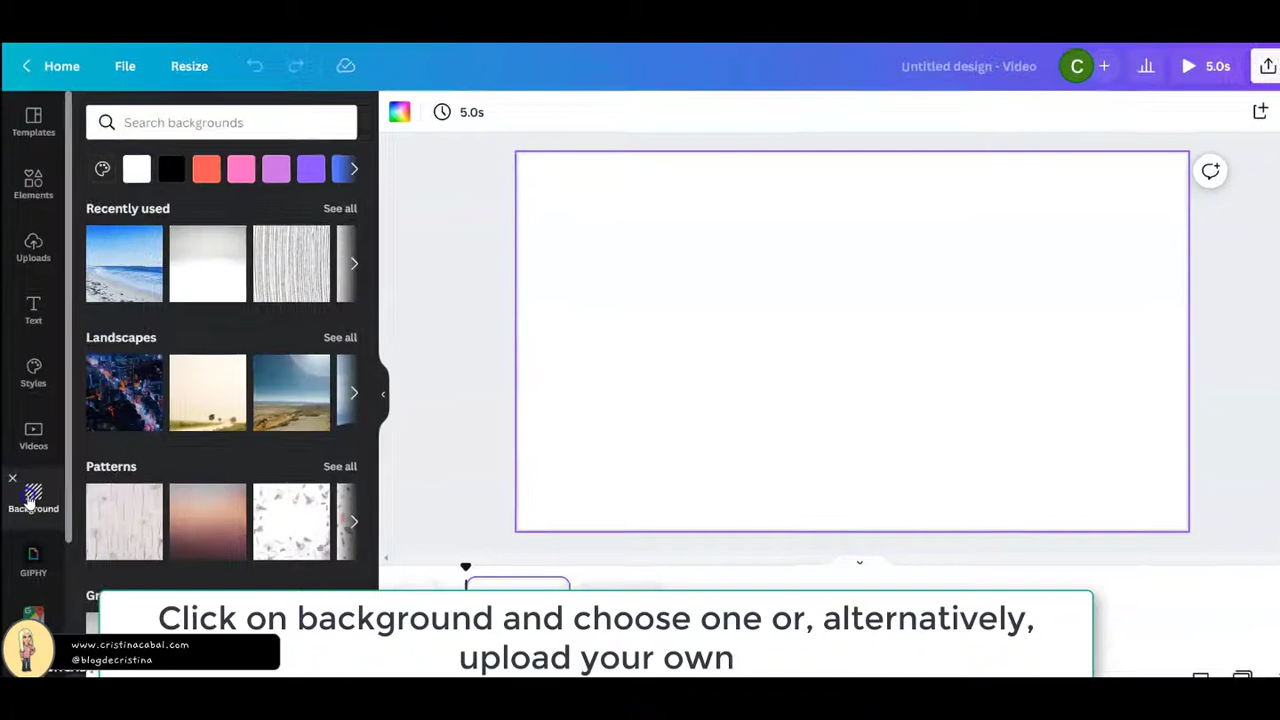 Home File Resize Untitled design - Video C + 5.0s
Templates
Elements
Uploads
Text
Styles
Videos
Background
GIPHY
Search backgrounds
Recently used See all
Landscapes See all
Patterns See all
5.0s
Click on background and choose one or, alternatively,
upload your own
www.cristinacabal.com
@blogdecristina